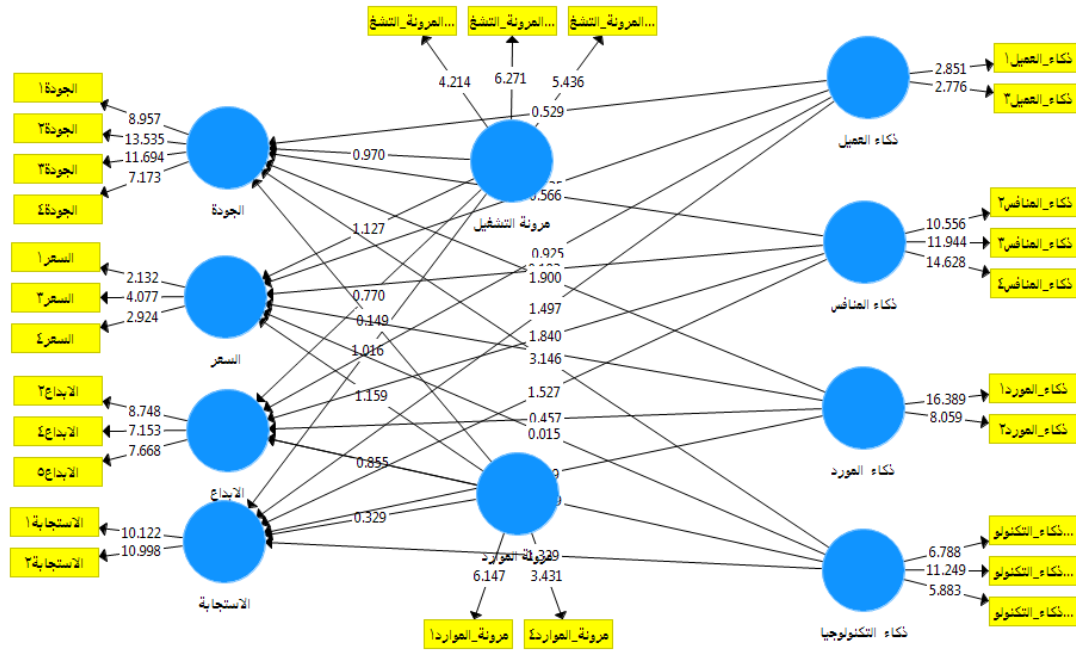 المرونة_التشغ...
المرونة_التشغ...
المرونة_التشغ...
4.214
6.271
5.436
ذكاء_العميل١
ذكاء_العميل٣
2.851
2.776
ذكاء العميل
الجودة١
الجودة٢
الجودة٣
الجودة٤
8.957
13.535
11.694
7.173
الجودة
0.529
0.970
0.566
مرونة التشغيل
ذكاء_المنافس٢
ذكاء_المنافس٣
ذكاء_المنافس٤
10.556
11.944
14.628
ذكاء المنافس
1.127
0.925
1.900
السعر١
السعر٣
السعر٤
2.132
4.077
2.924
السعر
0.770
0.149
1.016
1.497
1.840
3.146
1.159
1.527
0.457
0.015
ذكاء_المورد١
ذكاء_المورد٢
16.389
8.059
ذكاء المورد
الابداع٢
الابداع٤
الابداع٥
8.748
7.153
7.668
الابداع
0.855
0.329
الاستجابة١
الاستجابة٢
10.122
10.998
الاستجابة
مرونة الموارد
6.147
3.431
مرونة_الموارد١
مرونة_الموارد٤
ذكاء_التكنولو...
ذكاء_التكنولو...
ذكاء_التكنولو...
6.788
11.249
5.883
ذكاء التكنولوجيا